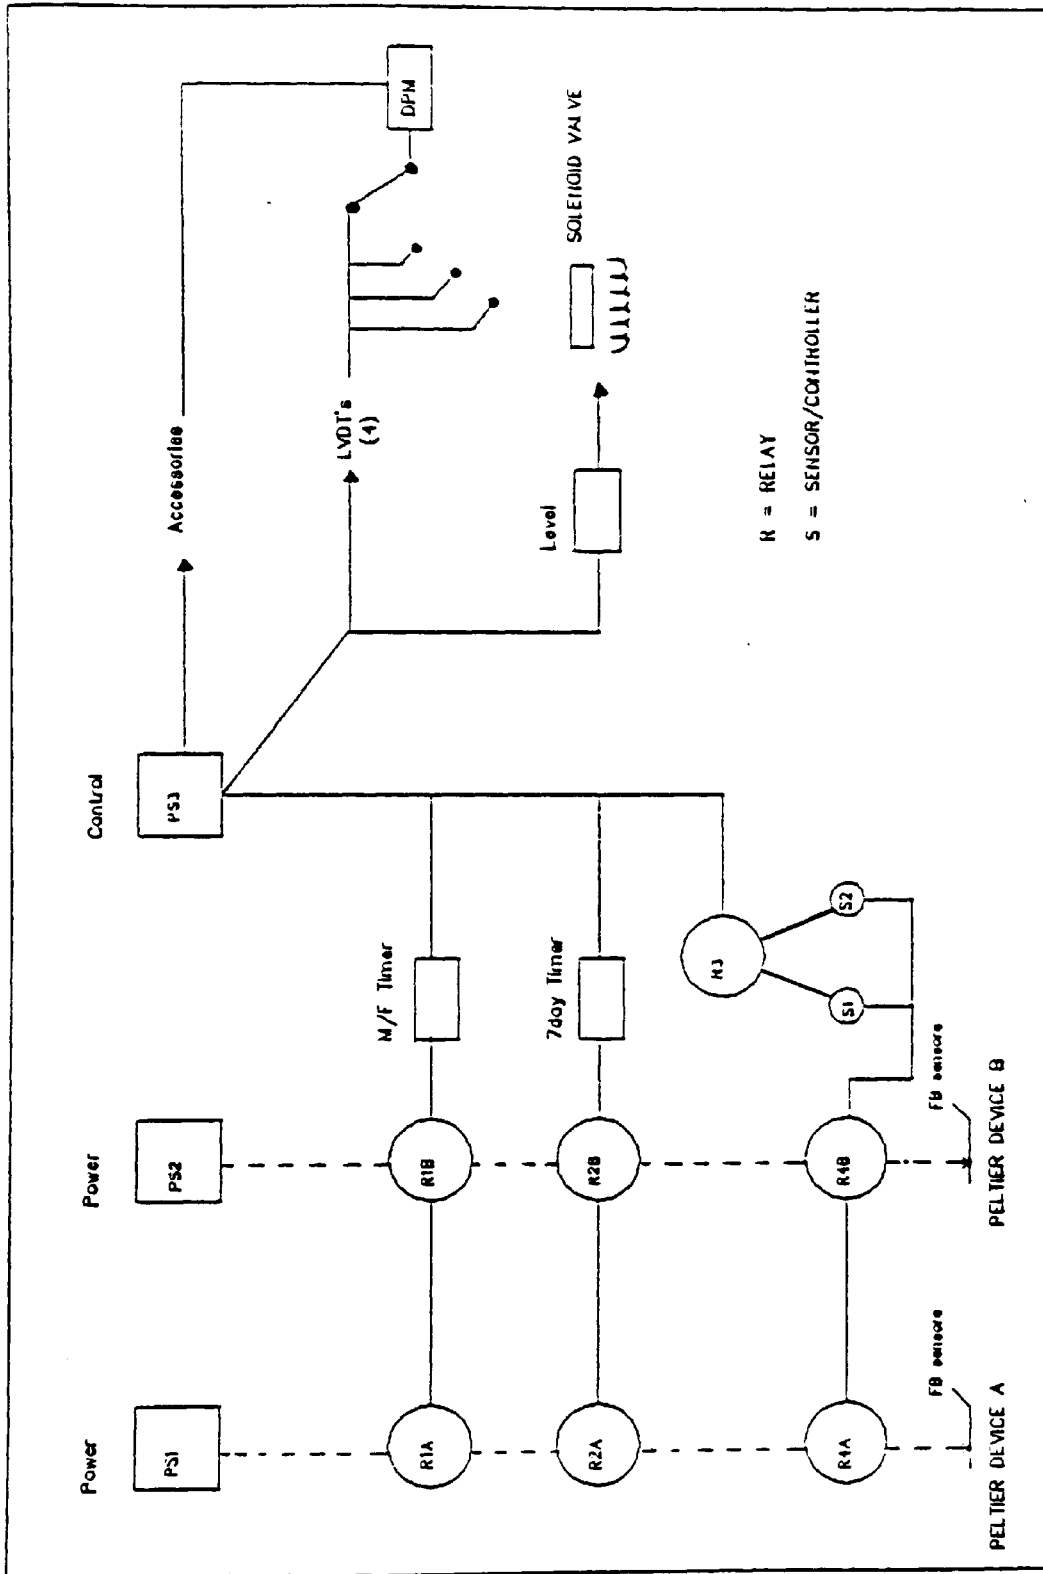 Power
Power
Control
PS1
PS2
PS3
Accessories
DPM
LVDT's
(4)
M/F Timer
R1A
R1B
7day Timer
Level
SOLENOID VALVE
R2A
R2B
R3
S1
S2
R4A
R4B
FB sensors
FB sensors
PELTIER DEVICE A
PELTIER DEVICE B
R = RELAY
S = SENSOR/CONTROLLER